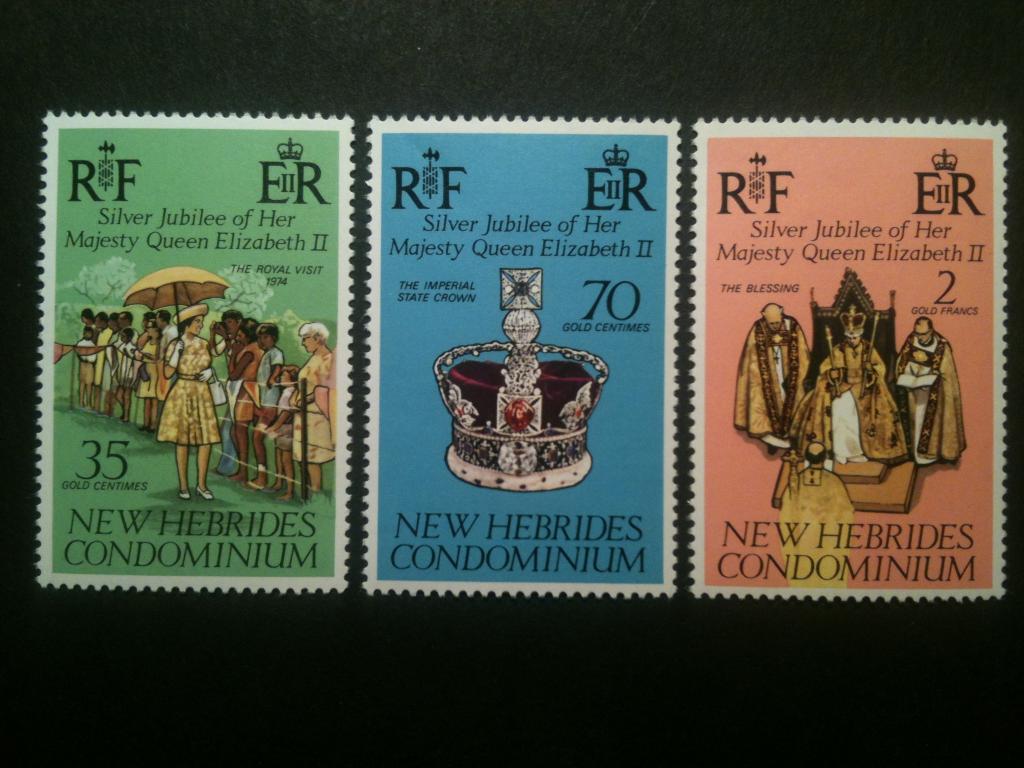 RF EIIR
Silver Jubilee of Her
Majesty Queen Elizabeth II
THE ROYAL VISIT
1974
35
GOLD CENTIMES
NEW HEBRIDES
CONDOMINIUM
RF EIIR
Silver Jubilee of Her
Majesty Queen Elizabeth II
THE IMPERIAL
STATE CROWN
70
GOLD CENTIMES
NEW HEBRIDES
CONDOMINIUM
RF EIIR
Silver Jubilee of Her
Majesty Queen Elizabeth II
THE BLESSING
2
GOLD FRANCS
NEW HEBRIDES
CONDOMINIUM